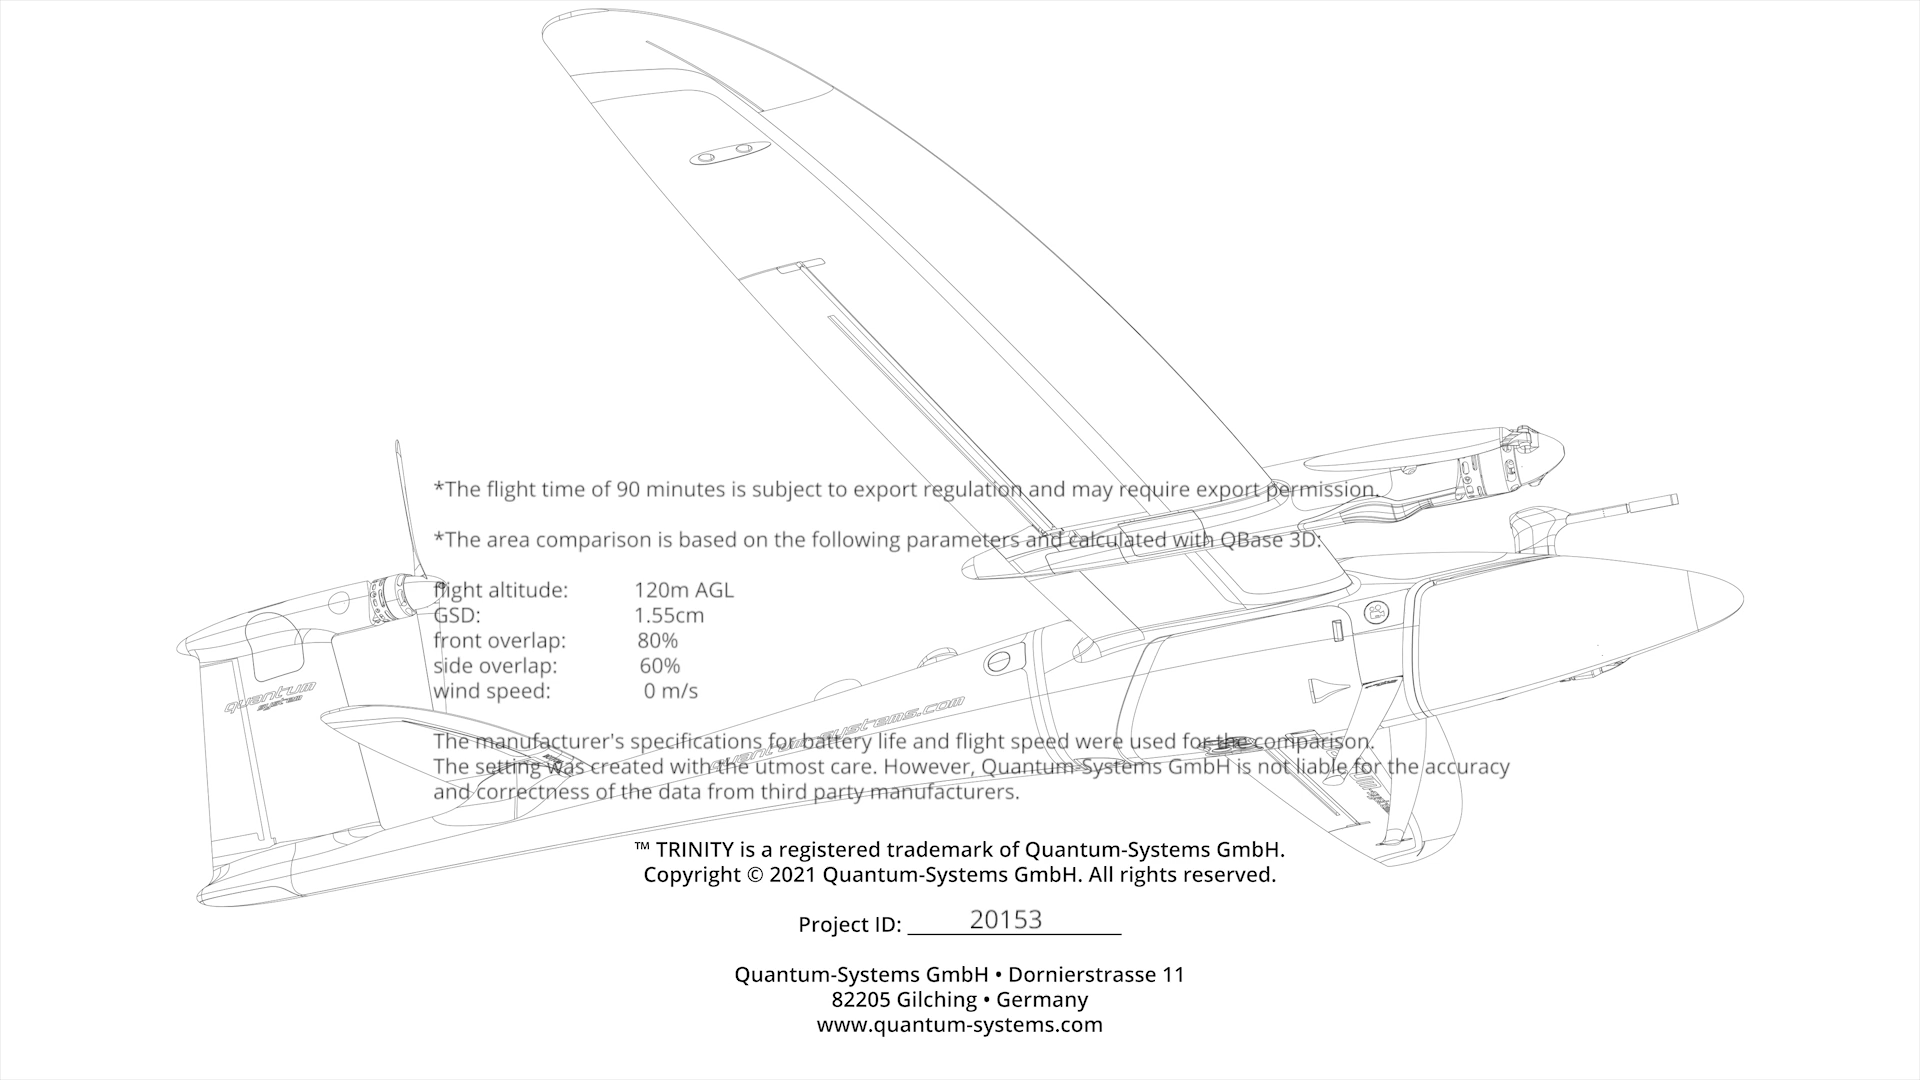 *The flight time of 90 minutes is subject to export regulation and may require export permission.
*The area comparison is based on the following parameters and calculated with QBase 3D:
flight altitude: 120m AGL
GSD: 1.55cm
front overlap: 80%
side overlap: 60%
wind speed: 0 m/s
quantum
system
quantum-systems.com
The manufacturer's specifications for battery life and flight speed were used for the comparison.
The setting was created with the utmost care. However, Quantum-Systems GmbH is not liable for the accuracy
and correctness of the data from third party manufacturers.
™ TRINITY is a registered trademark of Quantum-Systems GmbH.
Copyright © 2021 Quantum-Systems GmbH. All rights reserved.
Project ID: 20153
Quantum-Systems GmbH • Dornierstrasse 11
82205 Gilching • Germany
www.quantum-systems.com